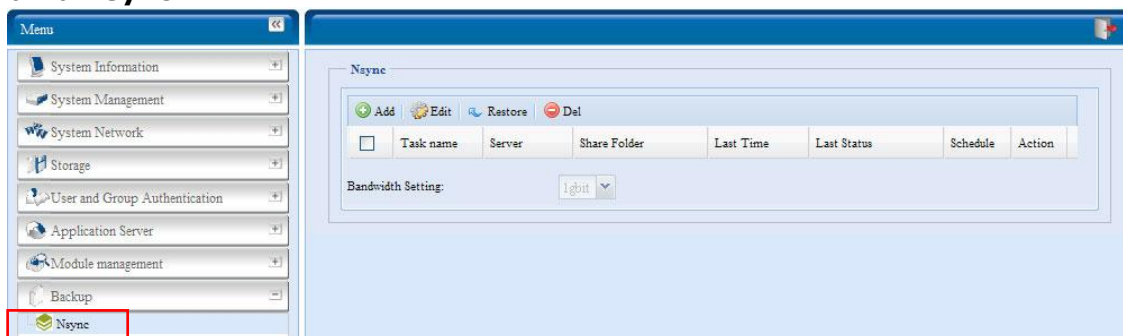 Menu
System Information
System Management
System Network
Storage
User and Group Authentication
Application Server
Module management
Backup
Nsync
Nsync
Add Edit Restore Del
Task name Server Share Folder Last Time Last Status Schedule Action
Bandwidth Setting: 1gbit